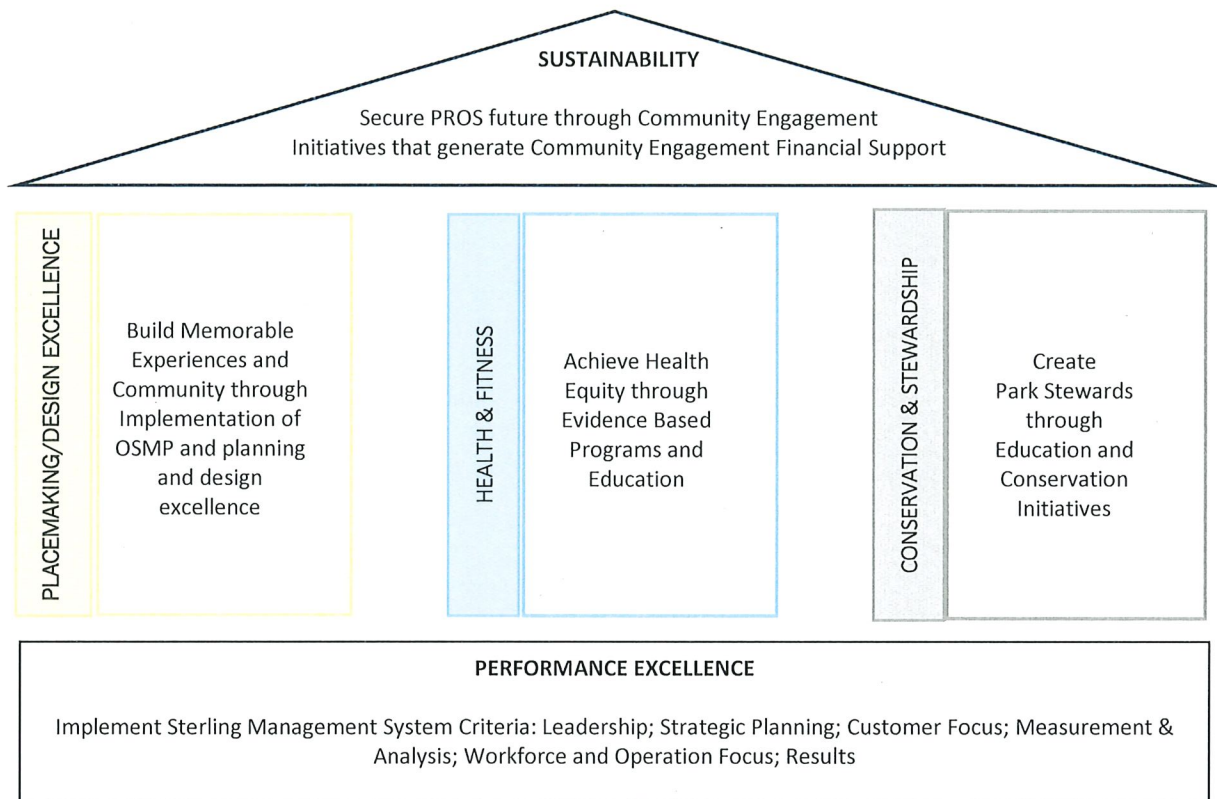 SUSTAINABILITY
Secure PROS future through Community Engagement
Initiatives that generate Community Engagement Financial Support
PLACEMAKING/DESIGN EXCELLENCE
Build Memorable
Experiences and
Community through
Implementation of
OSMP and planning
and design
excellence
HEALTH & FITNESS
Achieve Health
Equity through
Evidence Based
Programs and
Education
CONSERVATION & STEWARDSHIP
Create
Park Stewards
through
Education and
Conservation
Initiatives
PERFORMANCE EXCELLENCE
Implement Sterling Management System Criteria: Leadership; Strategic Planning; Customer Focus; Measurement &
Analysis; Workforce and Operation Focus; Results